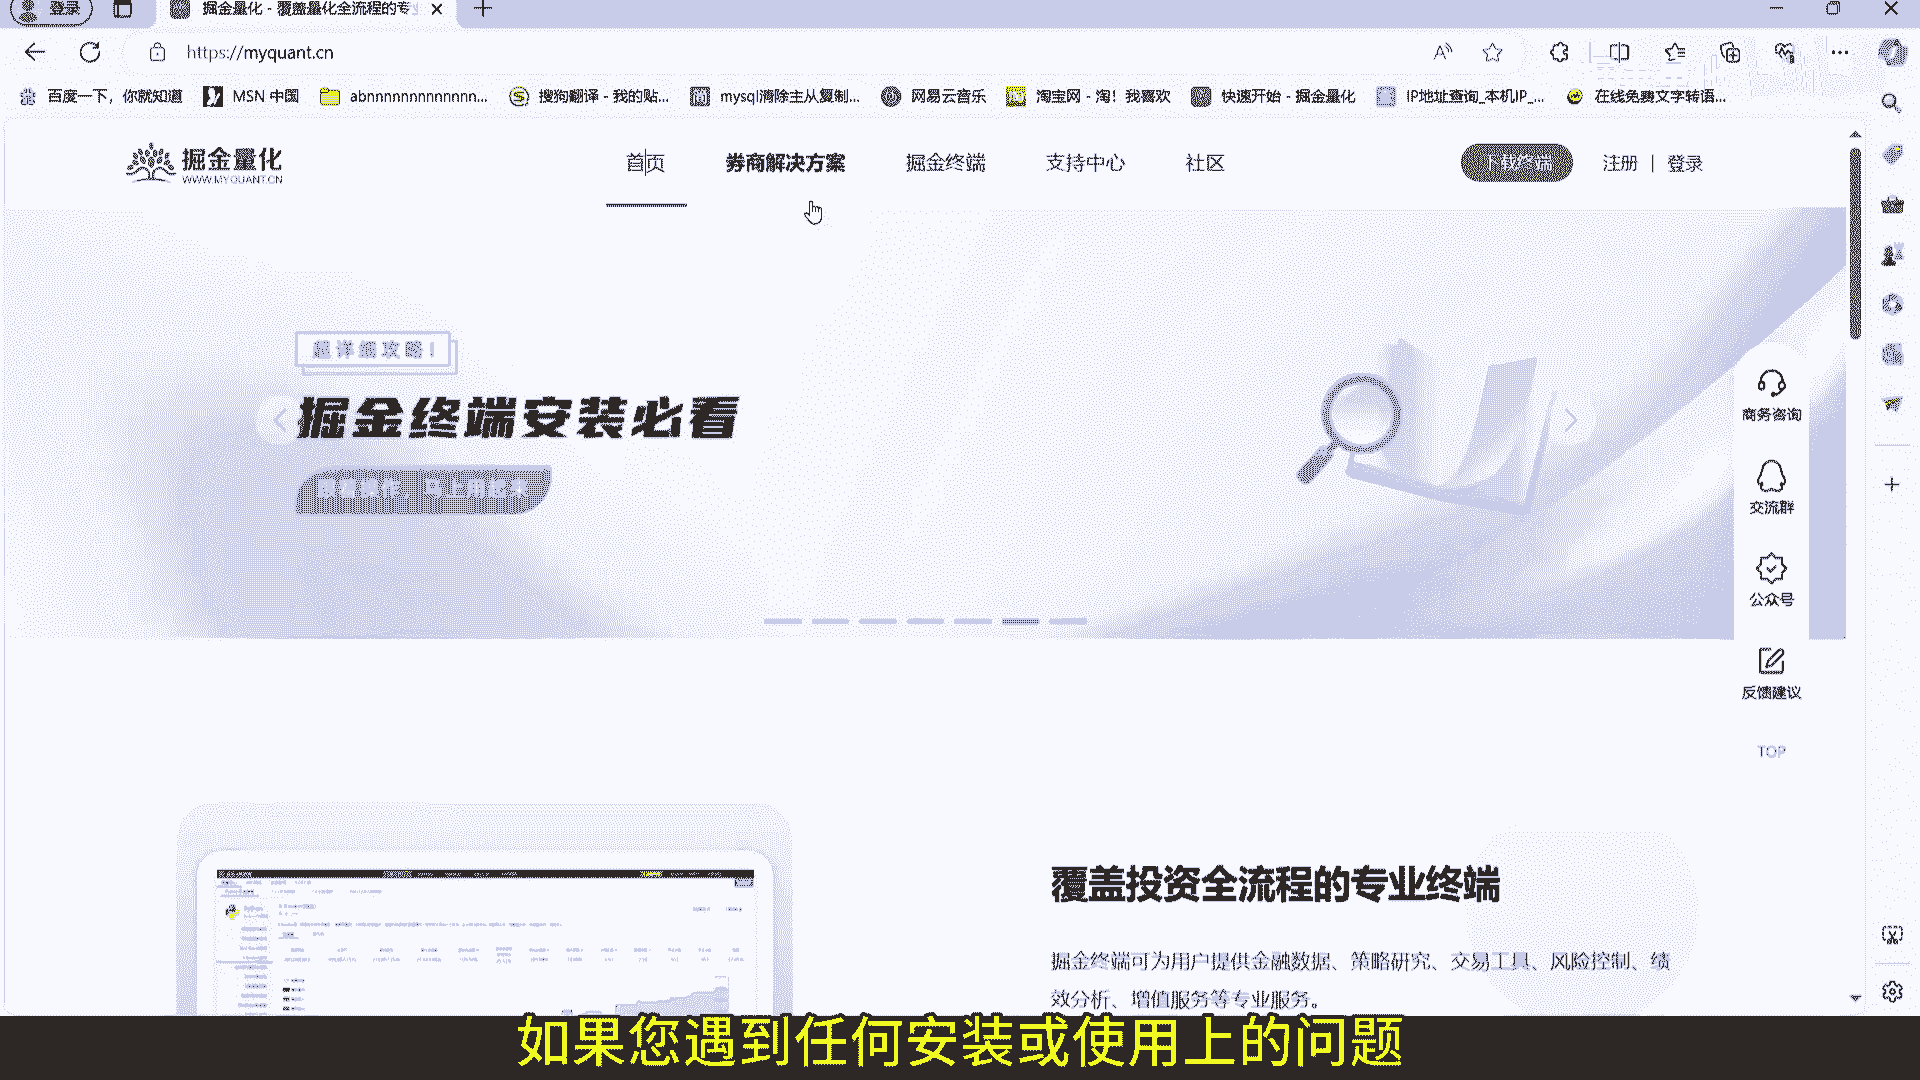 登录
掘金量化 - 覆盖量化全流程的专业
https://myquant.cn
百度一下，你就知道
MSN 中国
abnnnnnnnnnnnnn...
搜狗翻译 - 我的贴...
mysql清除主从复制...
网易云音乐
淘宝网 - 淘！我喜欢
快速开始 - 掘金量化
IP地址查询_本机IP_...
在线免费文字转语...
掘金量化
WWW.MYQUANT.CN
首页
券商解决方案
掘金终端
支持中心
社区
下载终端
注册 | 登录
超详细攻略！
掘金终端安装必看
商务咨询
交流群
公众号
反馈建议
TOP
覆盖投资全流程的专业终端
掘金终端可为用户提供金融数据、策略研究、交易工具、风险控制、绩
效分析、增值服务等专业服务。
如果您遇到任何安装或使用上的问题